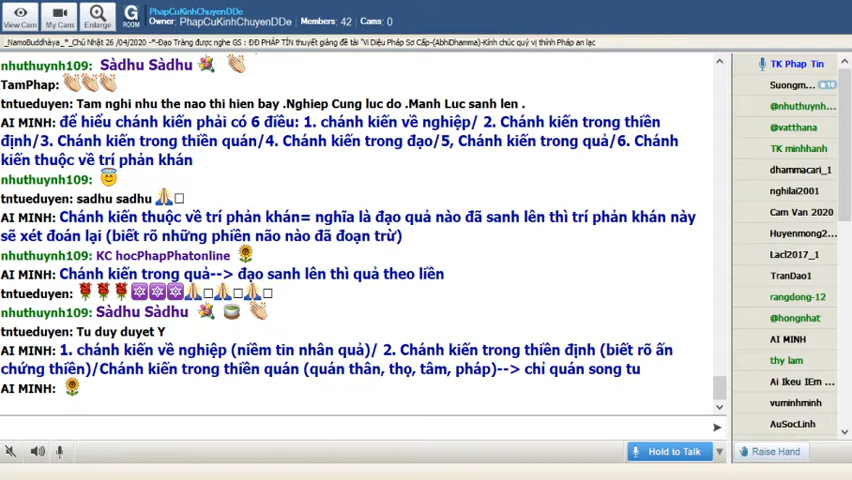 PhapCuKinhChuyenDDe
Owner: PhapCuKinhChuyenDDe Members: 42 Cams: 0
View Cam My Cam Enlarge G ROOM
_NamoBuddhàya_*_Chủ Nhật 26 /04/2020 -*-Đạo Tràng được nghe GS : ĐĐ PHÁP TÍN thuyết giảng đề tài "Vi Diệu Pháp Sơ Cấp-(AbhiDhamma)-Kính chúc quý vị thính Pháp an lạc
nhuthuynh109: Sàdhu Sàdhu
TamPhap:
tntueduyen: Tam nghi nhu the nao thi hien bay .Nghiep Cung luc do .Manh Luc sanh len .
AI MINH: để hiểu chánh kiến phải có 6 điều: 1. chánh kiến về nghiệp/ 2. Chánh kiến trong thiền
định/3. Chánh kiến trong thiền quán/4. Chánh kiến trong đạo/5, Chánh kiến trong quả/6. Chánh
kiến thuộc về trí phản khán
nhuthuynh109:
tntueduyen: sadhu sadhu
AI MINH: Chánh kiến thuộc về trí phản khán= nghĩa là đạo quả nào đã sanh lên thì trí phản khán này
sẽ xét đoán lại (biết rõ những phiền não nào đã đoạn trừ)
nhuthuynh109: KC hocPhapPhatonline
AI MINH: Chánh kiến trong quả--> đạo sanh lên thì quả theo liền
tntueduyen:
nhuthuynh109: Sàdhu Sàdhu
tntueduyen: Tu duy duyet Y
AI MINH: 1. chánh kiến về nghiệp (niềm tin nhân quả)/ 2. Chánh kiến trong thiền định (biết rõ ấn
chứng thiền)/Chánh kiến trong thiền quán (quán thân, thọ, tâm, pháp)--> chỉ quán song tu
AI MINH:
Hold to Talk
TK Phap Tin
Suongm... 10
@nhuthuynh...
@vatthana
TK minhhanh
dhammacari_1
nghilai2001
Cam Van 2020
Huyenmong2...
Lacl2017_1
TranDao1
rangdong-12
@hongnhat
AI MINH
thy lam
Ai Ikeu IEm ...
vuminhminh
AuSocLinh
Raise Hand